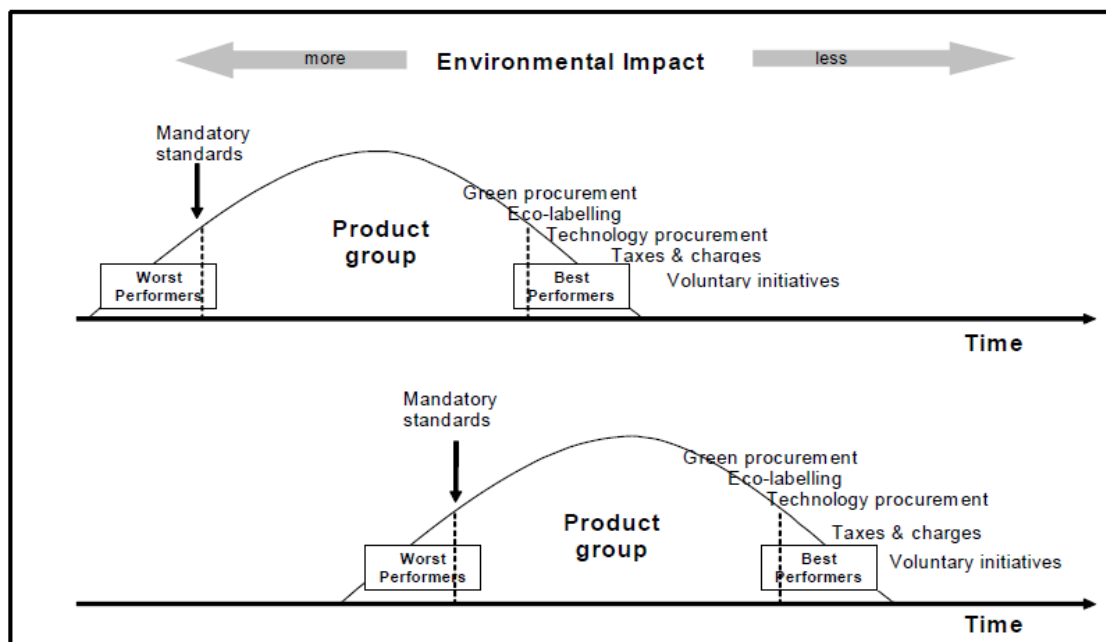 more
Environmental Impact
less
Mandatory
standards
Green procurement
Eco-labelling
Technology procurement
Taxes & charges
Voluntary initiatives
Product
group
Worst
Performers
Best
Performers
Time
Mandatory
standards
Green procurement
Eco-labelling
Technology procurement
Taxes & charges
Voluntary initiatives
Product
group
Worst
Performers
Best
Performers
Time